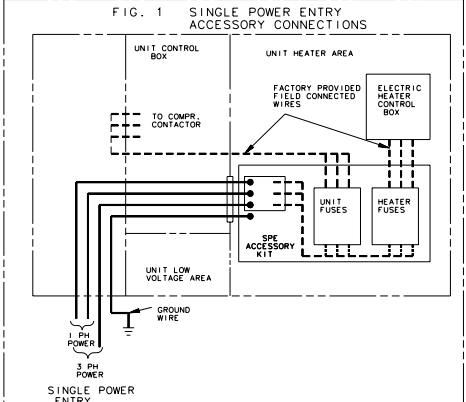 FIG. 1 SINGLE POWER ENTRY
ACCESSORY CONNECTIONS
UNIT CONTROL
BOX
UNIT HEATER AREA
FACTORY PROVIDED
FIELD CONNECTED
WIRES
ELECTRIC
HEATER
CONTROL
BOX
TO COMPR.
CONTACTOR
UNIT
FUSES
HEATER
FUSES
SPE
ACCESSORY
KIT
UNIT LOW
VOLTAGE AREA
GROUND
WIRE
1 PH
POWER
3 PH
POWER
SINGLE POWER
ENTRY